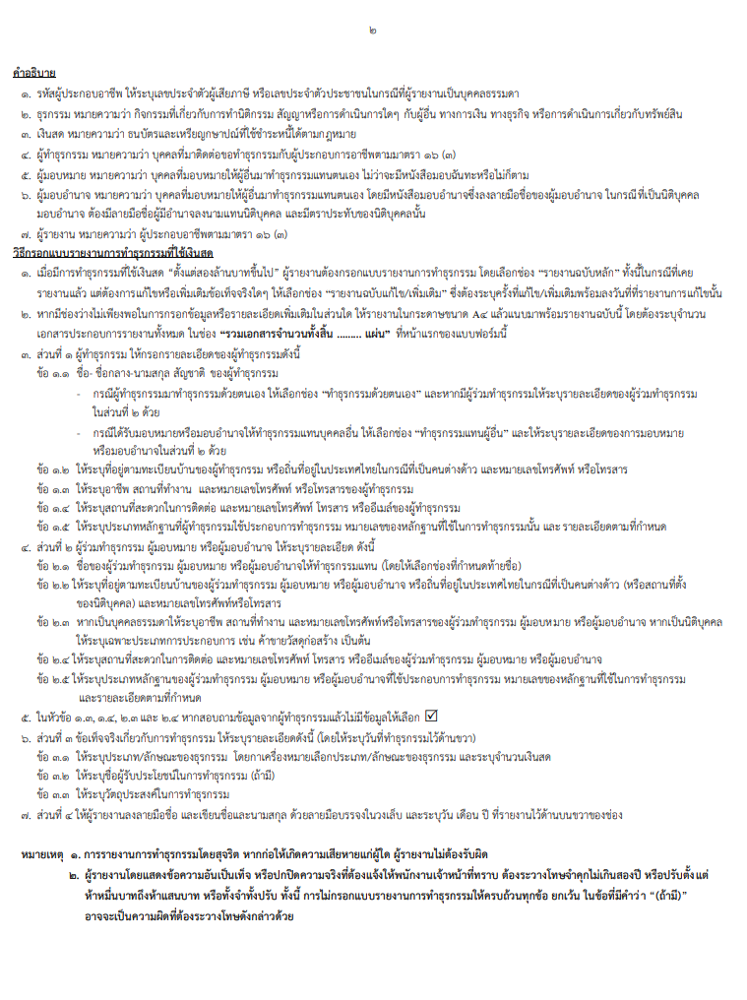 ๒
คำอธิบาย
๑. รหัสผู้ประกอบอาชีพ ให้ระบุเลขประจำตัวผู้เสียภาษี หรือเลขประจำตัวประชาชนในกรณีที่ผู้รายงานเป็นบุคคลธรรมดา
๒. ธุรกรรม หมายความว่า กิจกรรมที่เกี่ยวกับการทำนิติกรรม สัญญาหรือการดำเนินการใดๆ กับผู้อื่น ทางการเงิน ทางธุรกิจ หรือการดำเนินการเกี่ยวกับทรัพย์สิน
๓. เงินสด หมายความว่า ธนบัตรและเหรียญกษาปณ์ที่ใช้ชำระหนี้ได้ตามกฎหมาย
๔. ผู้ทำธุรกรรม หมายความว่า บุคคลที่มาติดต่อขอทำธุรกรรมกับผู้ประกอบการอาชีพตามมาตรา ๑๖ (๓)
๕. ผู้มอบหมาย หมายความว่า บุคคลที่มอบหมายให้ผู้อื่นมาทำธุรกรรมแทนตนเอง ไม่ว่าจะมีหนังสือมอบฉันทะหรือไม่ก็ตาม
๖. ผู้มอบอำนาจ หมายความว่า บุคคลที่มอบหมายให้ผู้อื่นมาทำธุรกรรมแทนตนเอง โดยมีหนังสือมอบอำนาจซึ่งลงลายมือชื่อของผู้มอบอำนาจ ในกรณีที่เป็นนิติบุคคล
มอบอำนาจ ต้องมีลายมือชื่อผู้มีอำนาจลงนามแทนนิติบุคคล และมีตราประทับของนิติบุคคลนั้น
๗. ผู้รายงาน หมายความว่า ผู้ประกอบอาชีพตามมาตรา ๑๖ (๓)
วิธีกรอกแบบรายงานการทำธุรกรรมที่ใช้เงินสด
๑. เมื่อมีการทำธุรกรรมที่ใช้เงินสด “ตั้งแต่สองล้านบาทขึ้นไป” ผู้รายงานต้องกรอกแบบรายงานการทำธุรกรรม โดยเลือกช่อง “รายงานฉบับหลัก” ทั้งนี้ในกรณีที่เคย
รายงานแล้ว แต่ต้องการแก้ไขหรือเพิ่มเติมข้อเท็จจริงใดๆ ให้เลือกช่อง “รายงานฉบับแก้ไข/เพิ่มเติม” ซึ่งต้องระบุครั้งที่แก้ไข/เพิ่มเติมพร้อมลงวันที่ที่รายงานการแก้ไขนั้น
๒. หากมีช่องว่างไม่เพียงพอในการกรอกข้อมูลหรือรายละเอียดเพิ่มเติมในส่วนใด ให้รายงานในกระดาษขนาด A๔ แล้วแนบมาพร้อมรายงานฉบับนี้ โดยต้องระบุจำนวน
เอกสารประกอบการรายงานทั้งหมด ในช่อง “รวมเอกสารจำนวนทั้งสิ้น ......... แผ่น” ที่หน้าแรกของแบบฟอร์มนี้
๓. ส่วนที่ ๑ ผู้ทำธุรกรรม ให้กรอกรายละเอียดของผู้ทำธุรกรรมดังนี้
ข้อ ๑.๑ ชื่อ- ชื่อกลาง-นามสกุล สัญชาติ ของผู้ทำธุรกรรม
- กรณีผู้ทำธุรกรรมมาทำธุรกรรมด้วยตนเอง ให้เลือกช่อง “ทำธุรกรรมด้วยตนเอง” และหากมีผู้ร่วมทำธุรกรรมให้ระบุรายละเอียดของผู้ร่วมทำธุรกรรม
ในส่วนที่ ๒ ด้วย
- กรณีได้รับมอบหมายหรือมอบอำนาจให้ทำธุรกรรมแทนบุคคลอื่น ให้เลือกช่อง “ทำธุรกรรมแทนผู้อื่น” และให้ระบุรายละเอียดของการมอบหมาย
หรือมอบอำนาจในส่วนที่ ๒ ด้วย
ข้อ ๑.๒ ให้ระบุที่อยู่ตามทะเบียนบ้านของผู้ทำธุรกรรม หรือถิ่นที่อยู่ในประเทศไทยในกรณีที่เป็นคนต่างด้าว และหมายเลขโทรศัพท์ หรือโทรสาร
ข้อ ๑.๓ ให้ระบุอาชีพ สถานที่ทำงาน และหมายเลขโทรศัพท์ หรือโทรสารของผู้ทำธุรกรรม
ข้อ ๑.๔ ให้ระบุสถานที่สะดวกในการติดต่อ และหมายเลขโทรศัพท์ โทรสาร หรืออีเมล์ของผู้ทำธุรกรรม
ข้อ ๑.๕ ให้ระบุประเภทหลักฐานที่ผู้ทำธุรกรรมใช้ประกอบการทำธุรกรรม หมายเลขของหลักฐานที่ใช้ในการทำธุรกรรมนั้น และ รายละเอียดตามที่กำหนด
๔. ส่วนที่ ๒ ผู้ร่วมทำธุรกรรม ผู้มอบหมาย หรือผู้มอบอำนาจ ให้ระบุรายละเอียด ดังนี้
ข้อ ๒.๑ ชื่อของผู้ร่วมทำธุรกรรม ผู้มอบหมาย หรือผู้มอบอำนาจให้ทำธุรกรรมแทน (โดยให้เลือกช่องที่กำหนดท้ายชื่อ)
ข้อ ๒.๒ ให้ระบุที่อยู่ตามทะเบียนบ้านของผู้ร่วมทำธุรกรรม ผู้มอบหมาย หรือผู้มอบอำนาจ หรือถิ่นที่อยู่ในประเทศไทยในกรณีที่เป็นคนต่างด้าว (หรือสถานที่ตั้ง
ของนิติบุคคล) และหมายเลขโทรศัพท์หรือโทรสาร
ข้อ ๒.๓ หากเป็นบุคคลธรรมดาให้ระบุอาชีพ สถานที่ทำงาน และหมายเลขโทรศัพท์หรือโทรสารของผู้ร่วมทำธุรกรรม ผู้มอบหมาย หรือผู้มอบอำนาจ หากเป็นนิติบุคคล
ให้ระบุเฉพาะประเภทการประกอบการ เช่น ค้าขายวัสดุก่อสร้าง เป็นต้น
ข้อ ๒.๔ ให้ระบุสถานที่สะดวกในการติดต่อ และหมายเลขโทรศัพท์ โทรสาร หรืออีเมล์ของผู้ร่วมทำธุรกรรม ผู้มอบหมาย หรือผู้มอบอำนาจ
ข้อ ๒.๕ ให้ระบุประเภทหลักฐานของผู้ร่วมทำธุรกรรม ผู้มอบหมาย หรือผู้มอบอำนาจที่ใช้ประกอบการทำธุรกรรม หมายเลขของหลักฐานที่ใช้ในการทำธุรกรรม
และรายละเอียดตามที่กำหนด
๕. ในหัวข้อ ๑.๓, ๑.๔, ๒.๓ และ ๒.๔ หากสอบถามข้อมูลจากผู้ทำธุรกรรมแล้วไม่มีข้อมูลให้เลือก ☑
๖. ส่วนที่ ๓ ข้อเท็จจริงเกี่ยวกับการทำธุรกรรม ให้ระบุรายละเอียดดังนี้ (โดยให้ระบุวันที่ทำธุรกรรมไว้ด้านขวา)
ข้อ ๓.๑ ให้ระบุประเภท/ลักษณะของธุรกรรม โดยกาเครื่องหมายเลือกประเภท/ลักษณะของธุรกรรม และระบุจำนวนเงินสด
ข้อ ๓.๒ ให้ระบุชื่อผู้รับประโยชน์ในการทำธุรกรรม (ถ้ามี)
ข้อ ๓.๓ ให้ระบุวัตถุประสงค์ในการทำธุรกรรม
๗. ส่วนที่ ๔ ให้ผู้รายงานลงลายมือชื่อ และเขียนชื่อและนามสกุล ด้วยลายมือบรรจงในวงเล็บ และระบุวัน เดือน ปี ที่รายงานไว้ด้านบนขวาของช่อง
หมายเหตุ ๑. การรายงานการทำธุรกรรมโดยสุจริต หากก่อให้เกิดความเสียหายแก่ผู้ใด ผู้รายงานไม่ต้องรับผิด
๒. ผู้รายงานโดยแสดงข้อความอันเป็นเท็จ หรือปกปิดความจริงที่ต้องแจ้งให้พนักงานเจ้าหน้าที่ทราบ ต้องระวางโทษจำคุกไม่เกินสองปี หรือปรับตั้งแต่
ห้าหมื่นบาทถึงห้าแสนบาท หรือทั้งจำทั้งปรับ ทั้งนี้ การไม่กรอกแบบรายงานการทำธุรกรรมให้ครบถ้วนทุกข้อ ยกเว้น ในข้อที่มีคำว่า “(ถ้ามี)”
อาจจะเป็นความผิดที่ต้องระวางโทษดังกล่าวด้วย